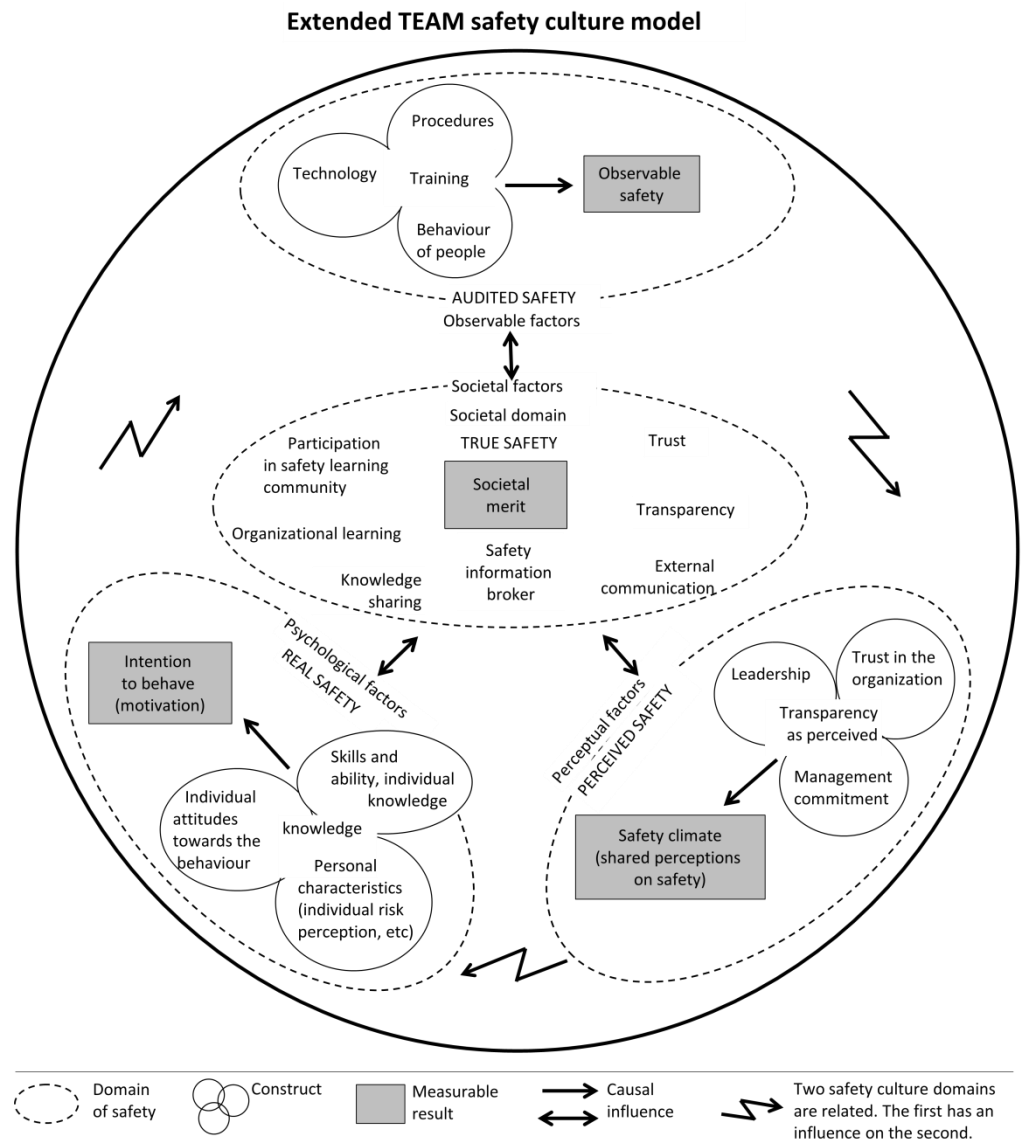 Extended TEAM safety culture model
Procedures
Technology
Training
Behaviour
of people
Observable
safety
AUDITED SAFETY
Observable factors
Societal factors
Societal domain
TRUE SAFETY
Participation
in safety learning
community
Trust
Societal
merit
Transparency
Organizational learning
Safety
information
broker
Knowledge
sharing
External
communication
Psychological factors
REAL SAFETY
Intention
to behave
(motivation)
Skills and
ability, individual
knowledge
Individual
attitudes
towards the
behaviour
knowledge
Personal
characteristics
(individual risk
perception, etc)
Perceptual factors
PERCEIVED SAFETY
Leadership
Trust in the
organization
Transparency
as perceived
Management
commitment
Safety climate
(shared perceptions
on safety)
Domain
of safety
Construct
Measurable
result
Causal
influence
Two safety culture domains
are related. The first has an
influence on the second.